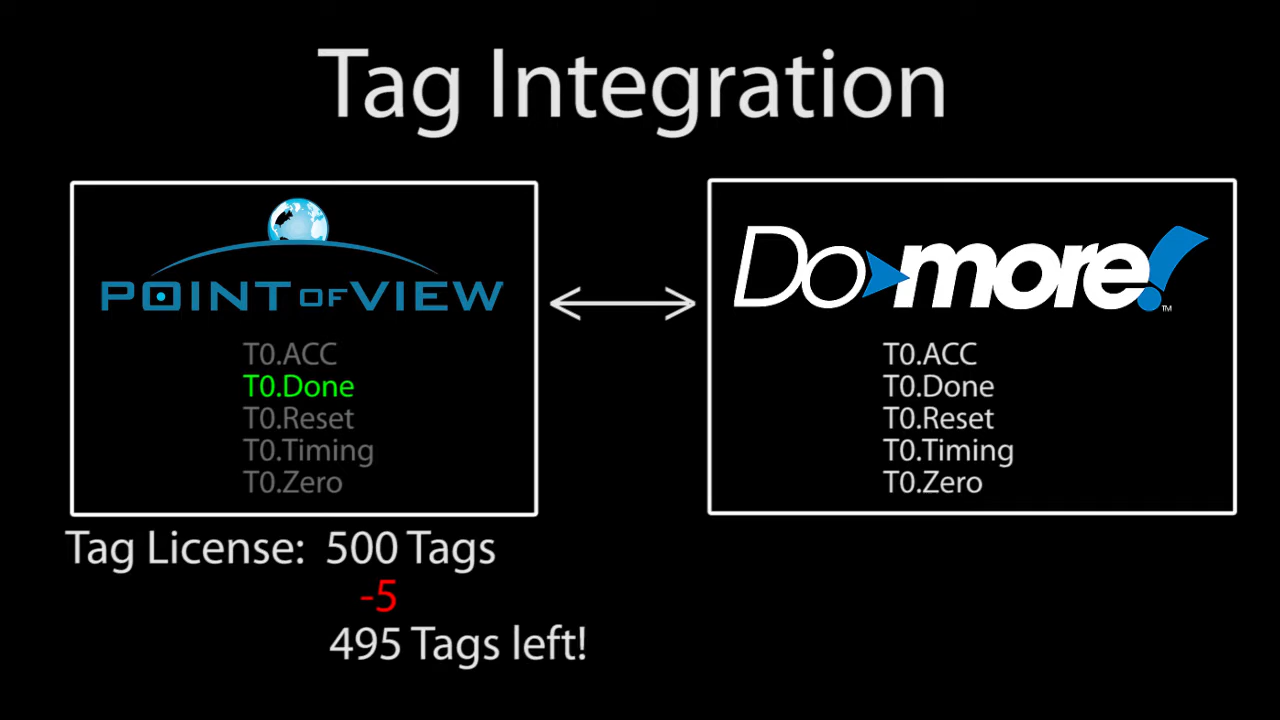 Tag Integration
POINT OF VIEW
T0.ACC
T0.Done
T0.Reset
T0.Timing
T0.Zero
Do more!™
T0.ACC
T0.Done
T0.Reset
T0.Timing
T0.Zero
Tag License: 500 Tags
-5
495 Tags left!